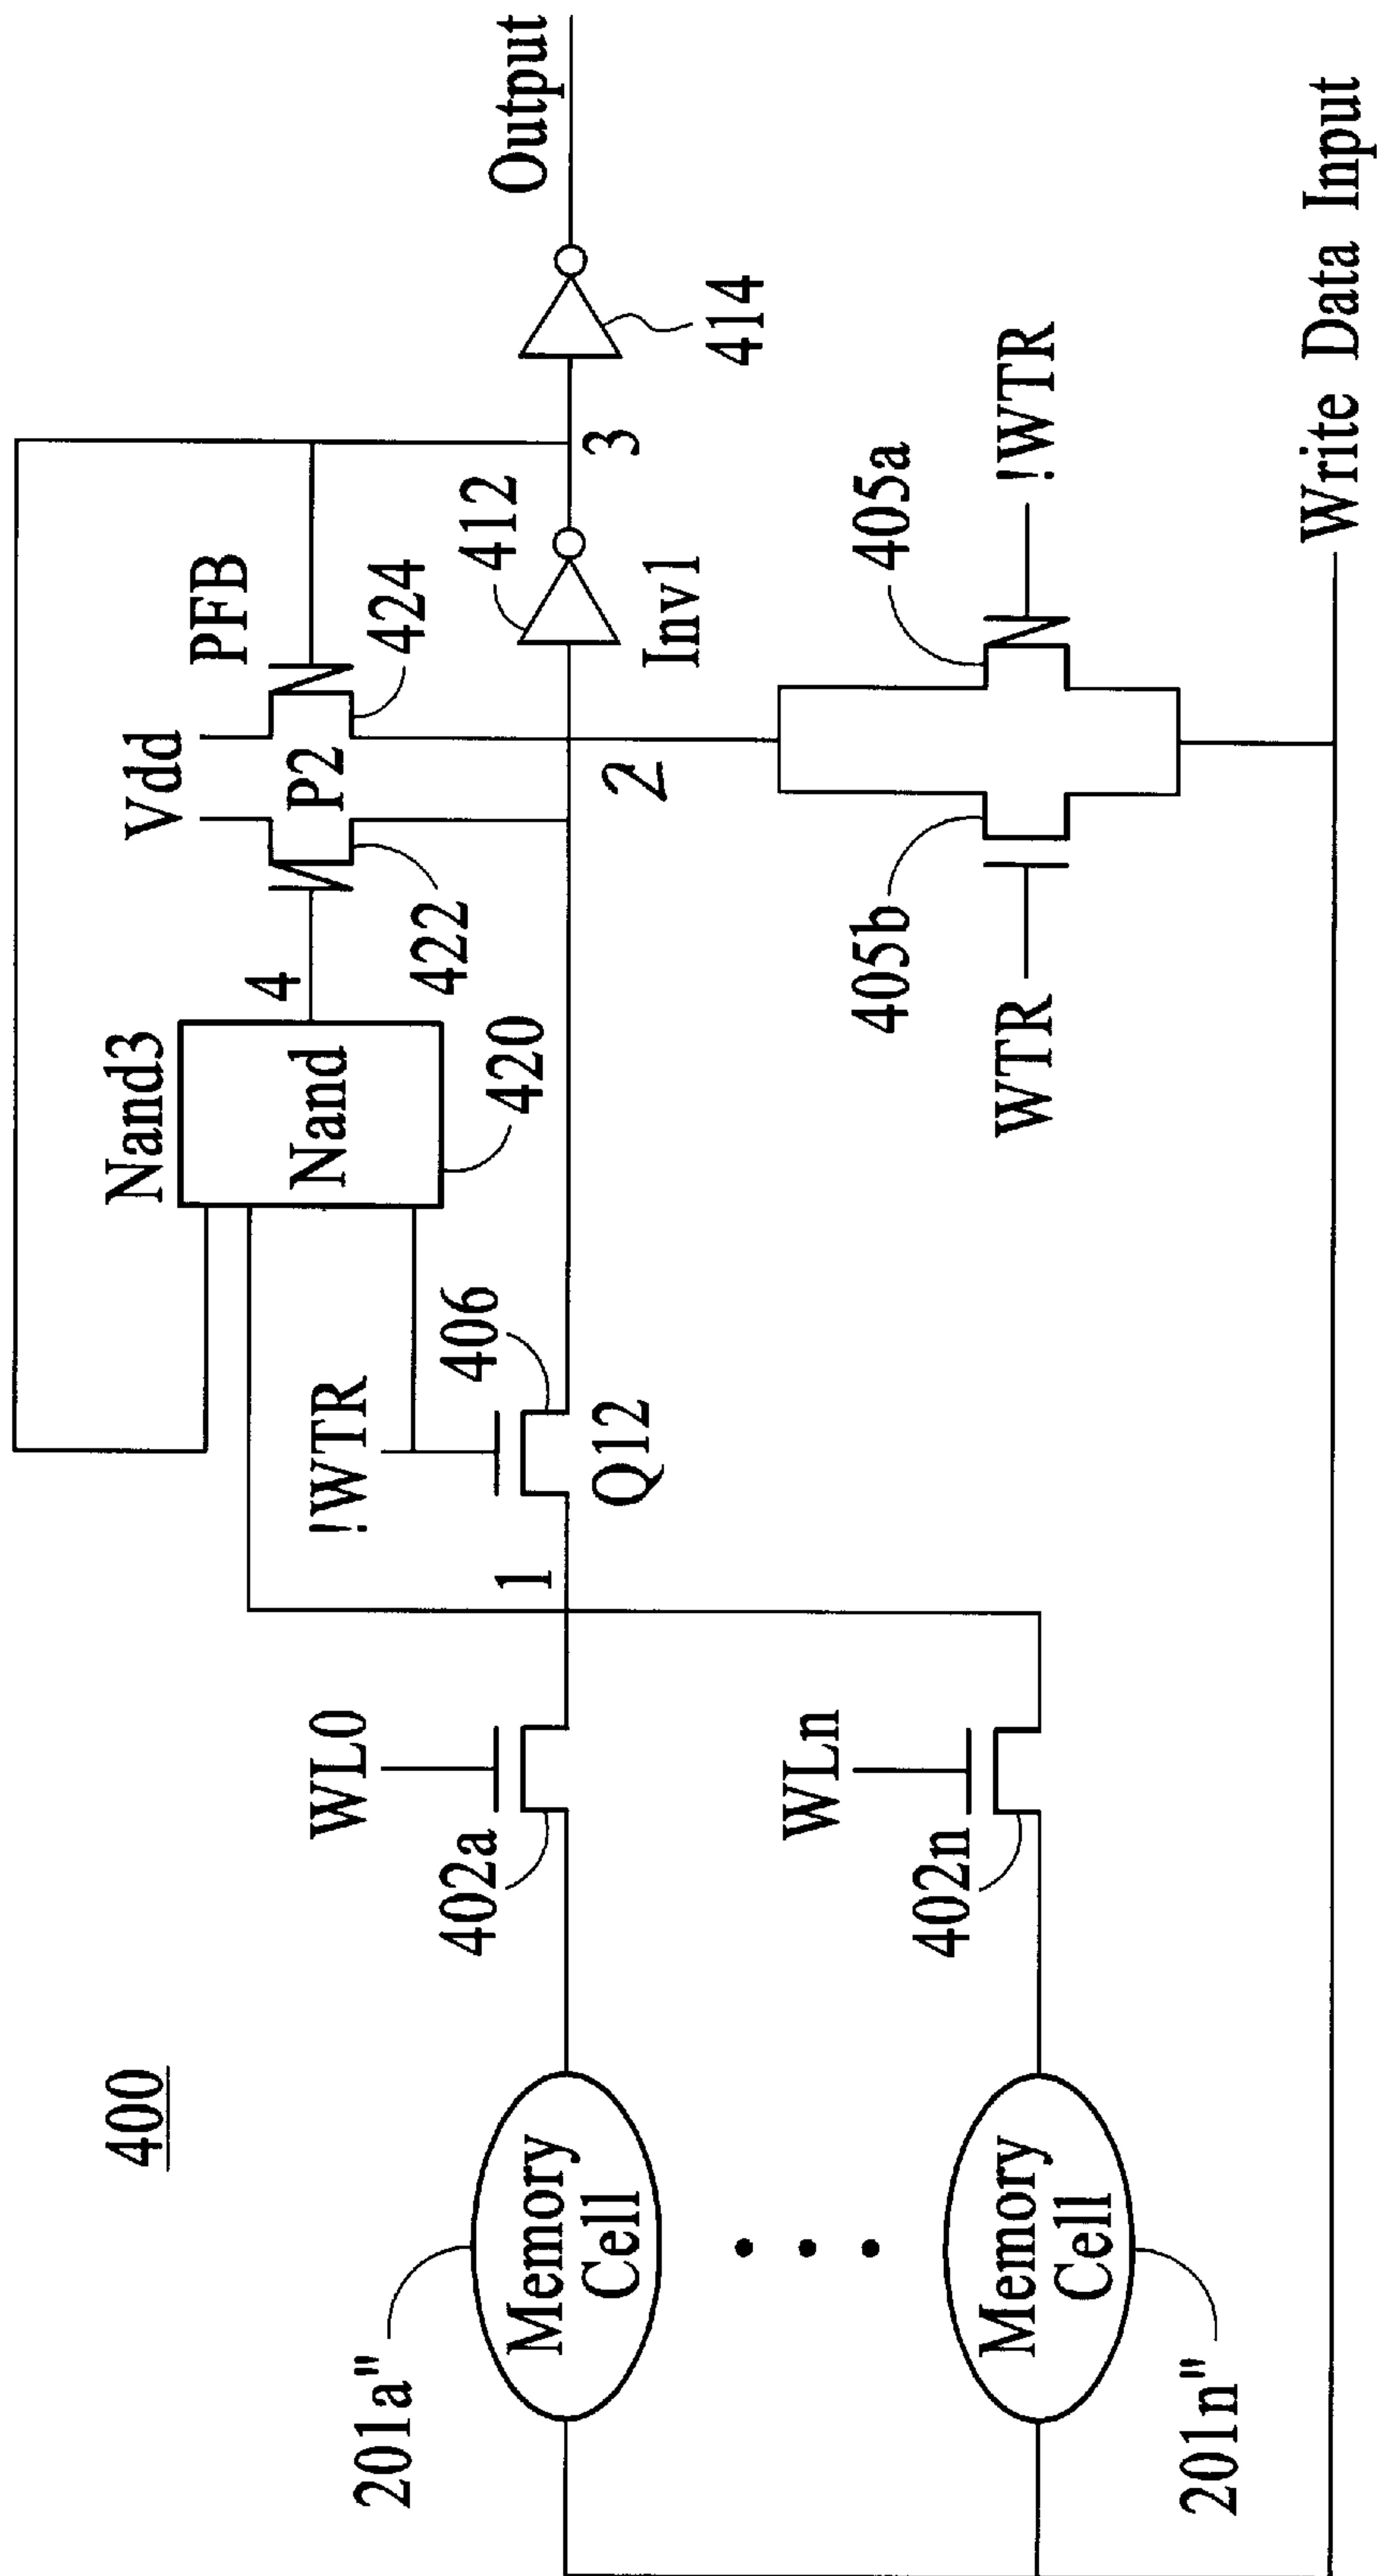 400
Output
PFB
Vdd
P2
424
422
Nand3
4
Nand
420
412
3
414
Inv1
2
!WTR
406
Q12
1
WL0
402a
WLn
402n
405a
!WTR
405b
WTR
201a"
Memory
Cell
Memory
Cell
201n"
Write Data Input